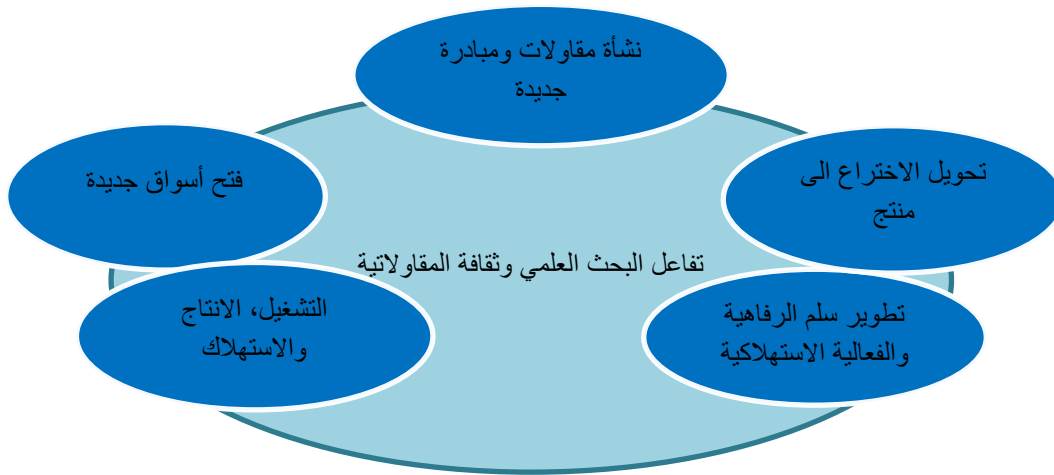 نشأة مقاولات ومبادرة
جديدة
تحويل الاختراع الى
منتج
فتح أسواق جديدة
تفاعل البحث العلمي وثقافة المقاولاتية
تطوير سلم الرفاهية
والفعالية الاستهلاكية
التشغيل، الانتاج
والاستهلاك